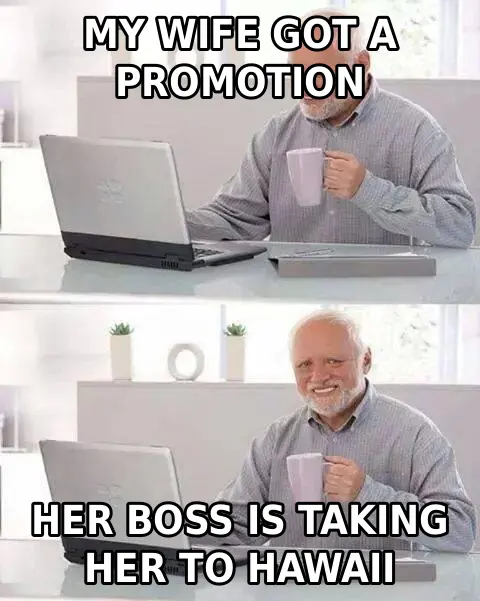 MY WIFE GOT A
PROMOTION
HER BOSS IS TAKING
HER TO HAWAII